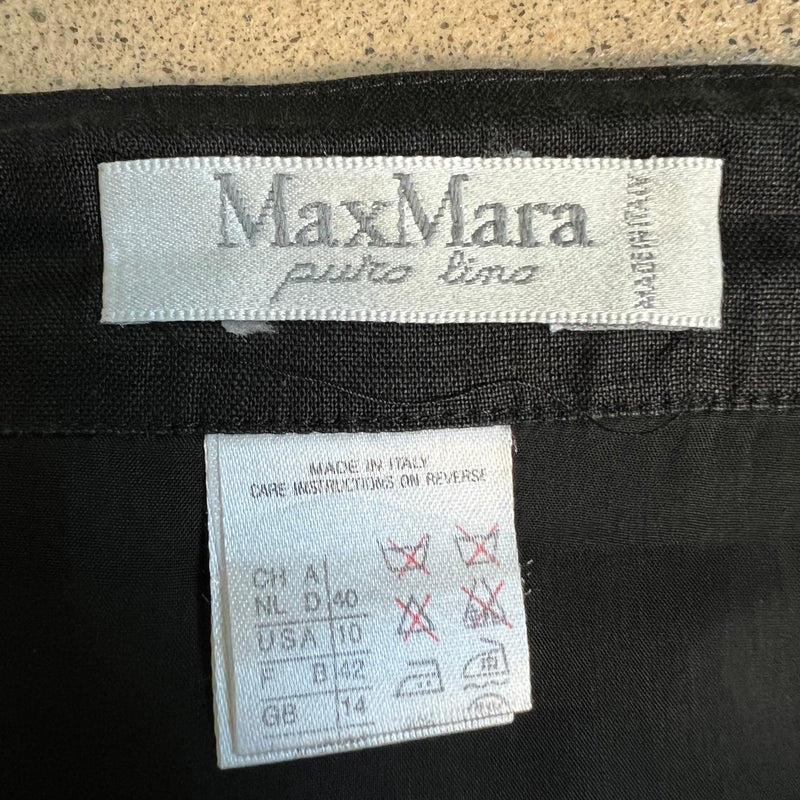 MaxMara
puro lino
MADE IN ITALY
MADE IN ITALY
CARE INSTRUCTIONS ON REVERSE
CH A
NL D 40
USA 10
F B 42
GB 14